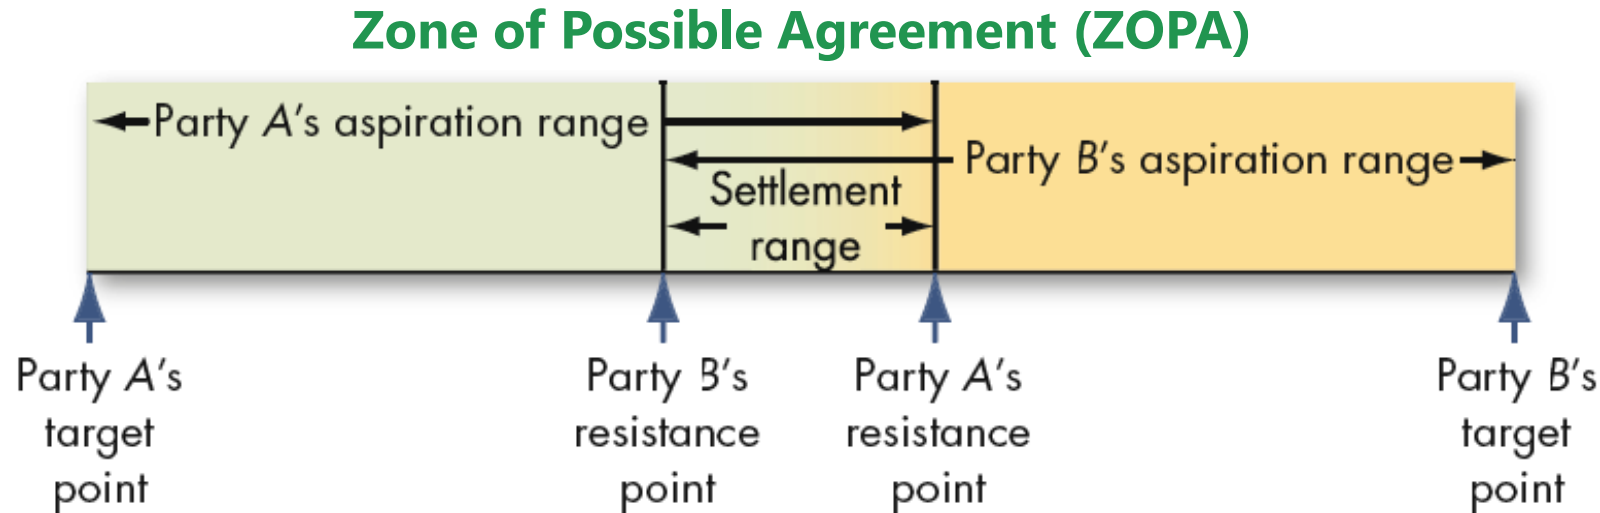 Zone of Possible Agreement (ZOPA)
Party A's aspiration range
Party B's aspiration range
Settlement
range
Party A's
target
point
Party B's
resistance
point
Party A's
resistance
point
Party B's
target
point